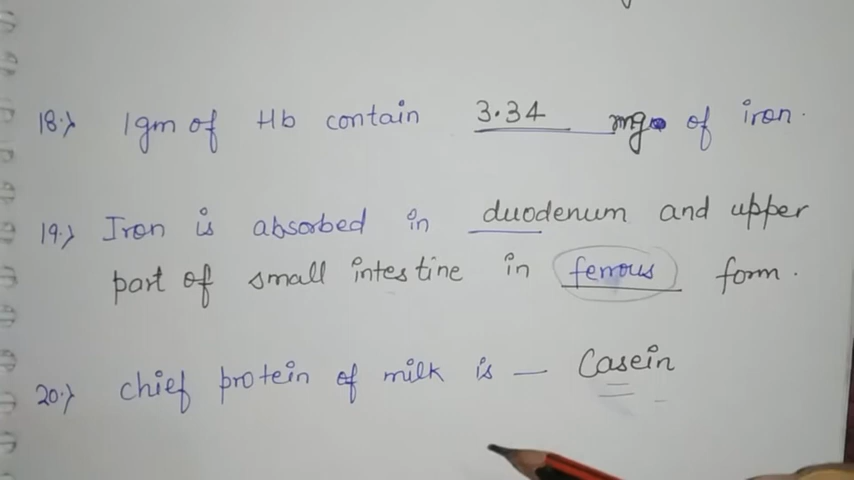 18.) 1gm of Hb contain 3.34 mg of iron.
19.) Iron is absorbed in duodenum and upper
part of small intestine in ferrous form.
20.) chief protein of milk is — Casein